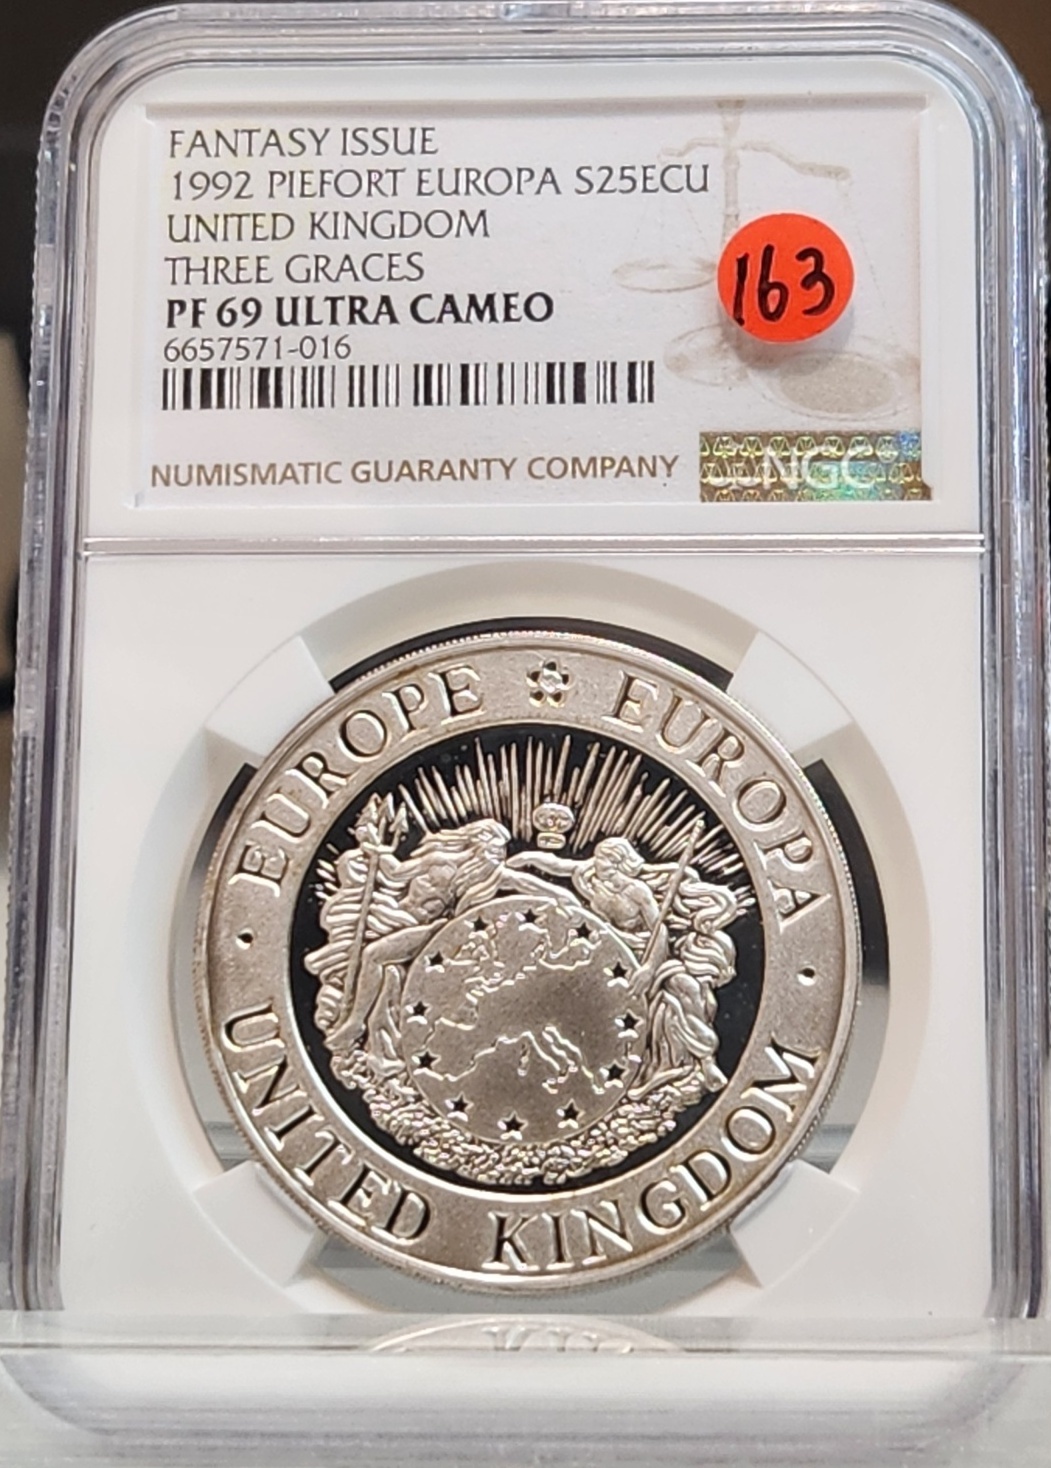 FANTASY ISSUE
1992 PIEFORT EUROPA S25ECU
UNITED KINGDOM
THREE GRACES
PF 69 ULTRA CAMEO
6657571-016
163
NUMISMATIC GUARANTY COMPANY
NGC
EUROPE EUROPA
UNITED KINGDOM